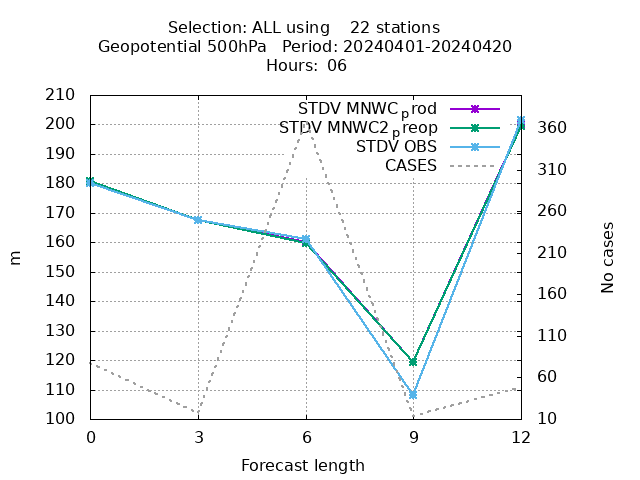 Selection: ALL using    22 stations
Geopotential 500hPa   Period: 20240401-20240420
Hours:  06
STDV MNWC_prod
STDV MNWC2_preop
STDV OBS
CASES
210
200
190
180
170
160
150
140
130
120
110
100
m
360
310
260
210
160
110
60
10
No cases
0 3 6 9 12
Forecast length